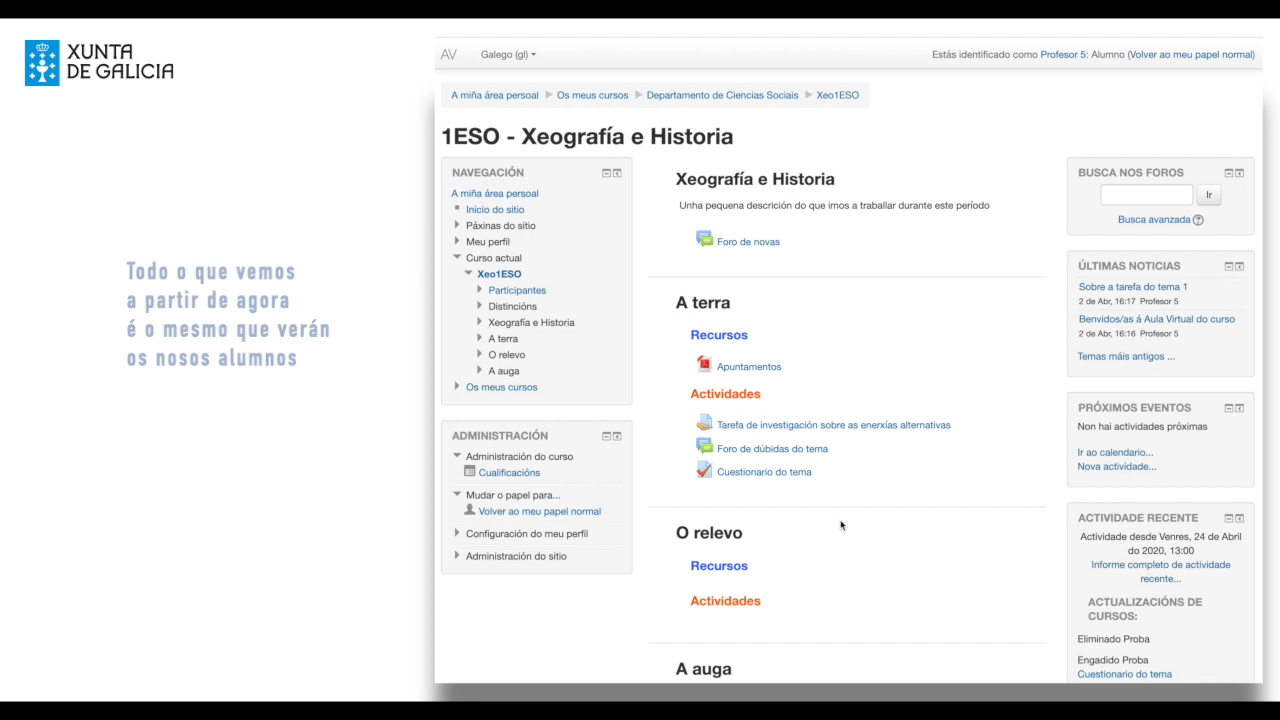 XUNTA
DE GALICIA
Todo o que vemos
a partir de agora
é o mesmo que verán
os nosos alumnos
AV
Galego (gl)
Estás identificado como Profesor 5: Alumno (Volver ao meu papel normal)
A miña área persoal
Os meus cursos
Departamento de Ciencias Sociais
Xeo1ESO
1ESO - Xeografía e Historia
NAVEGACIÓN
A miña área persoal
Inicio do sitio
Páxinas do sitio
Meu perfil
Curso actual
Xeo1ESO
Participantes
Distincións
Xeografía e Historia
A terra
O relevo
A auga
Os meus cursos
ADMINISTRACIÓN
Administración do curso
Cualificacións
Mudar o papel para...
Volver ao meu papel normal
Configuración do meu perfil
Administración do sitio
Xeografía e Historia
Unha pequena descrición do que imos a traballar durante este período
Foro de novas
A terra
Recursos
Apuntamentos
Actividades
Tarefa de investigación sobre as enerxías alternativas
Foro de dúbidas do tema
Cuestionario do tema
O relevo
Recursos
Actividades
A auga
BUSCA NOS FOROS
Ir
Busca avanzada
ÚLTIMAS NOTICIAS
Sobre a tarefa do tema 1
2 de Abr, 16:17 Profesor 5
Benvidos/as á Aula Virtual do curso
2 de Abr, 16:16 Profesor 5
Temas máis antigos ...
PRÓXIMOS EVENTOS
Non hai actividades próximas
Ir ao calendario...
Nova actividade...
ACTIVIDADE RECENTE
Actividade desde Venres, 24 de Abril
do 2020, 13:00
Informe completo de actividade
recente...
ACTUALIZACIÓNS DE
CURSOS:
Eliminado Proba
Engadido Proba
Cuestionario do tema